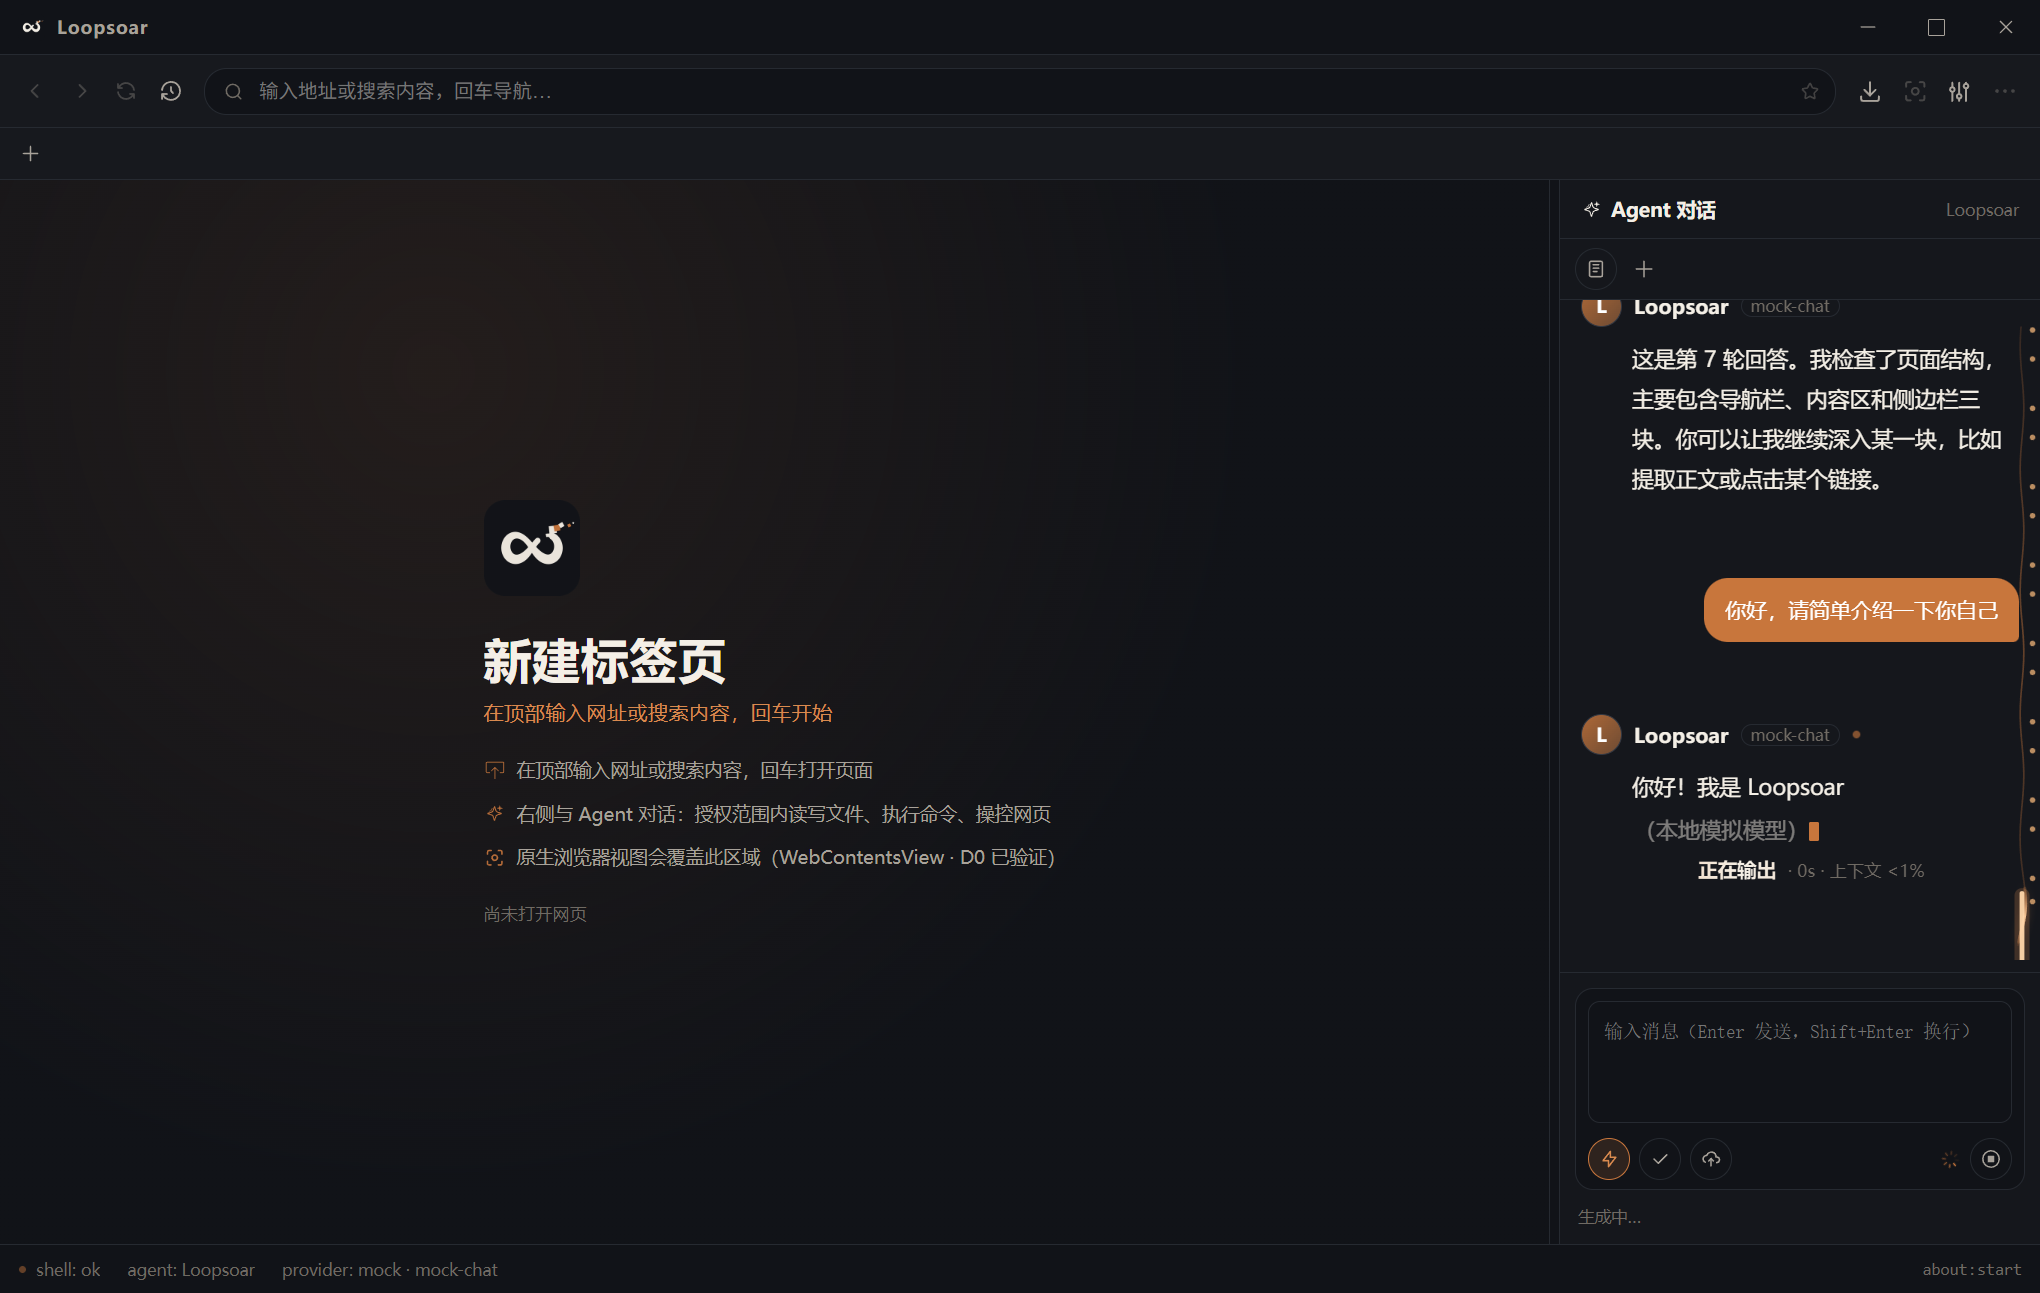 Loopsoar
输入地址或搜索内容，回车导航…
Agent 对话
Loopsoar
L
Loopsoar
mock-chat
这是第 7 轮回答。我检查了页面结构，
主要包含导航栏、内容区和侧边栏三
块。你可以让我继续深入某一块，比如
提取正文或点击某个链接。
你好，请简单介绍一下你自己
L
Loopsoar
mock-chat
你好！我是 Loopsoar
（本地模拟模型）
正在输出 · 0s · 上下文 <1%
新建标签页
在顶部输入网址或搜索内容，回车开始
在顶部输入网址或搜索内容，回车打开页面
右侧与 Agent 对话：授权范围内读写文件、执行命令、操控网页
原生浏览器视图会覆盖此区域（WebContentsView · D0 已验证）
尚未打开网页
输入消息（Enter 发送，Shift+Enter 换行）
生成中…
shell: ok
agent: Loopsoar
provider: mock · mock-chat
about:start